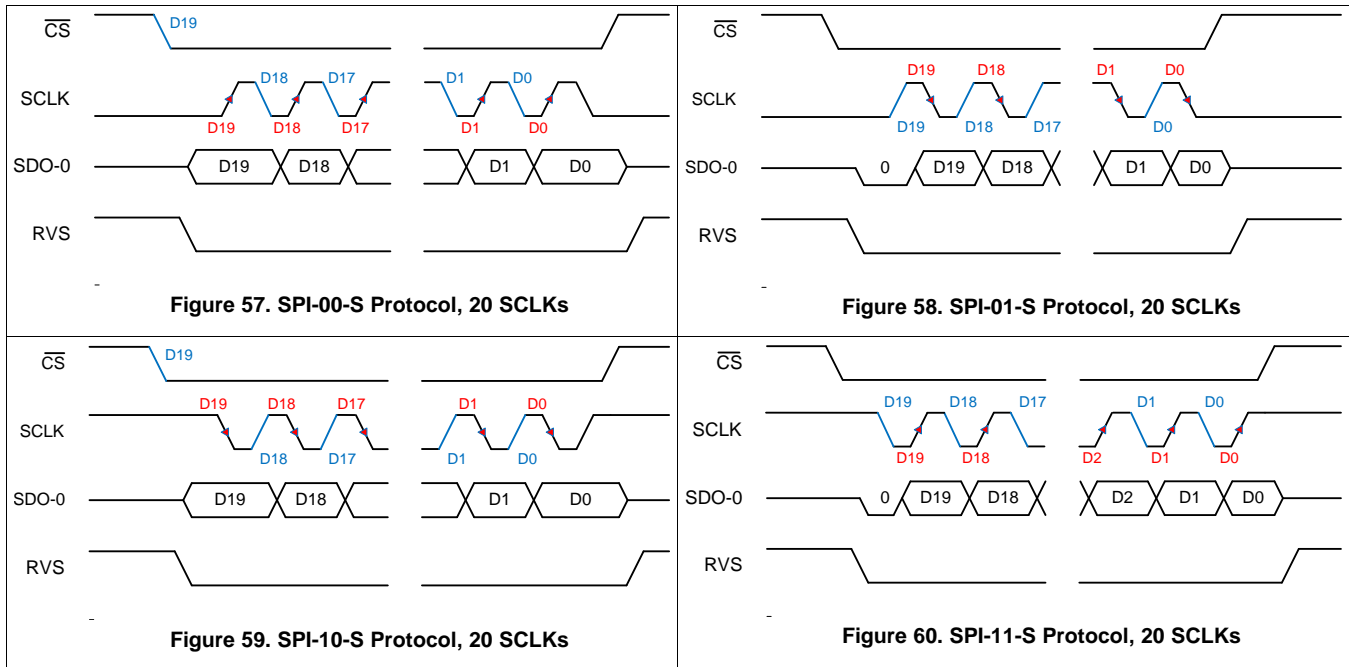 CS D19
D18 D17 D1 D0
SCLK
D19 D18 D17 D1 D0
SDO-0 D19 D18 D1 D0
RVS
Figure 57. SPI-00-S Protocol, 20 SCLKs
CS
D19 D18 D1 D0
SCLK
D19 D18 D17 D0
SDO-0 0 D19 D18 D1 D0
RVS
Figure 58. SPI-01-S Protocol, 20 SCLKs
CS D19
D19 D18 D17 D1 D0
SCLK
D18 D17 D1 D0
SDO-0 D19 D18 D1 D0
RVS
Figure 59. SPI-10-S Protocol, 20 SCLKs
CS
D19 D18 D17 D1 D0
SCLK
D19 D18 D2 D1 D0
SDO-0 0 D19 D18 D2 D1 D0
RVS
Figure 60. SPI-11-S Protocol, 20 SCLKs